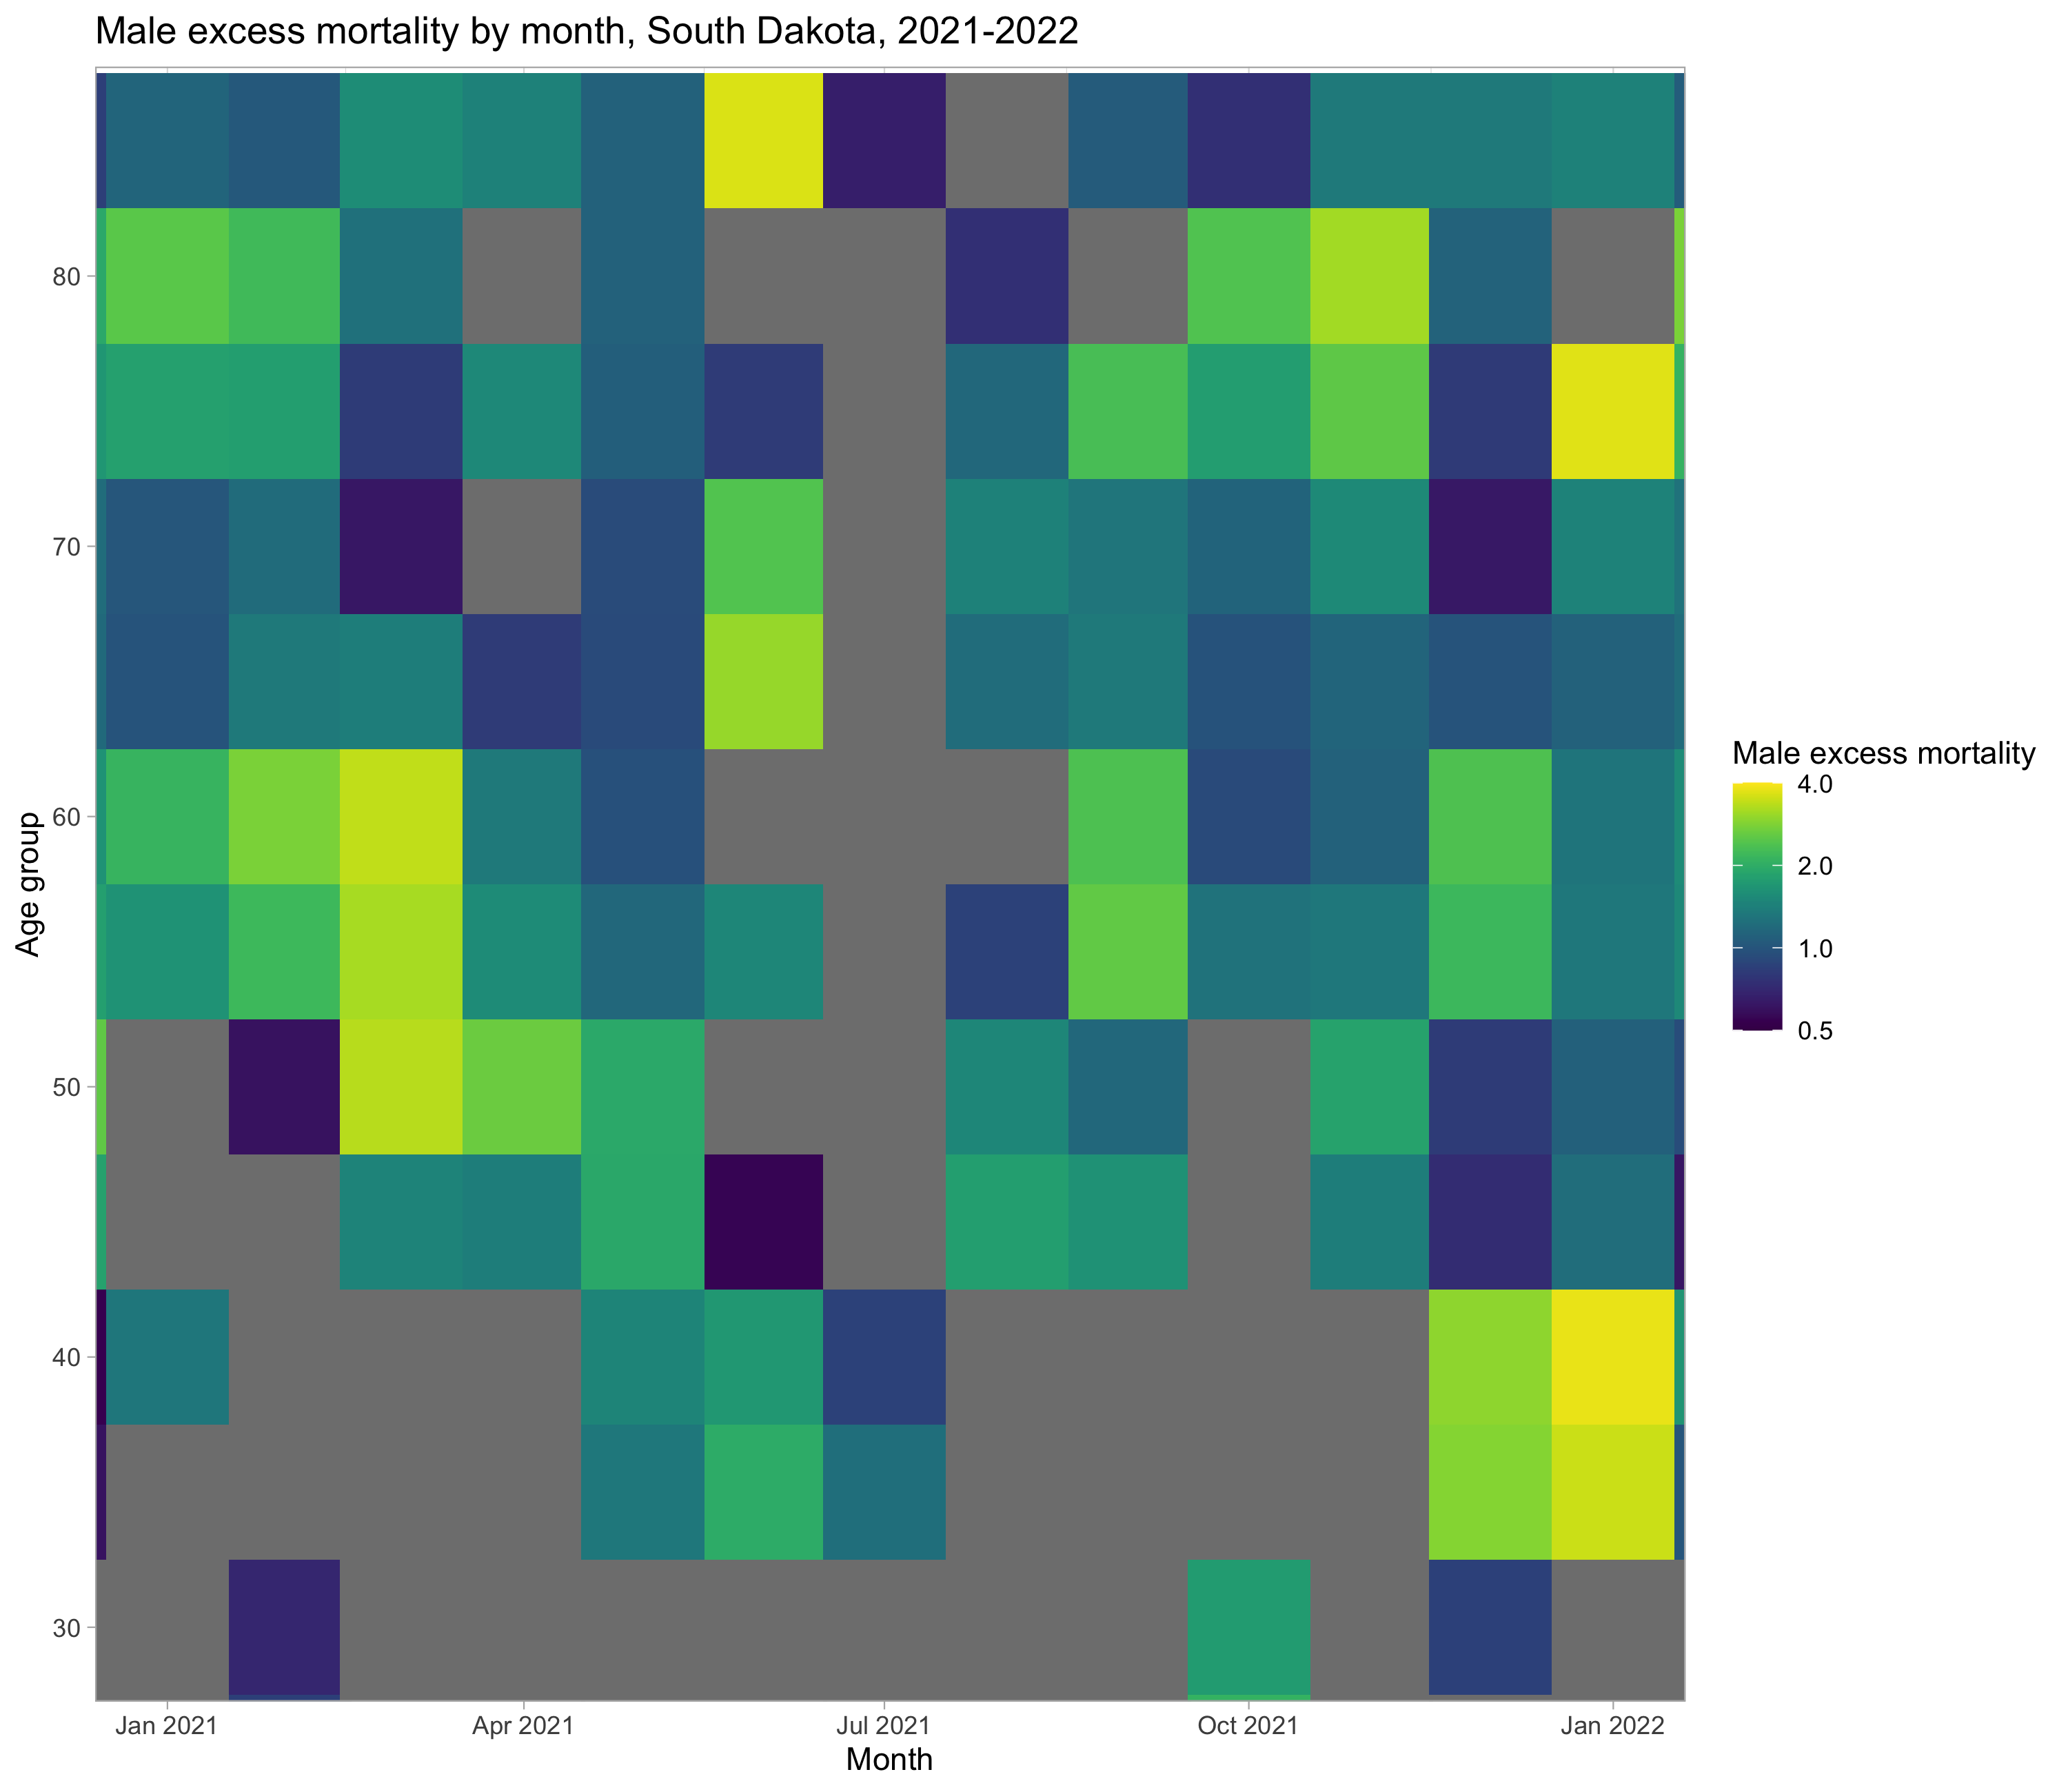 Male excess mortality by month, South Dakota, 2021-2022
80
70
60
50
40
30
Age group
Jan 2021
Apr 2021
Jul 2021
Oct 2021
Jan 2022
Month
Male excess mortality
4.0
2.0
1.0
0.5